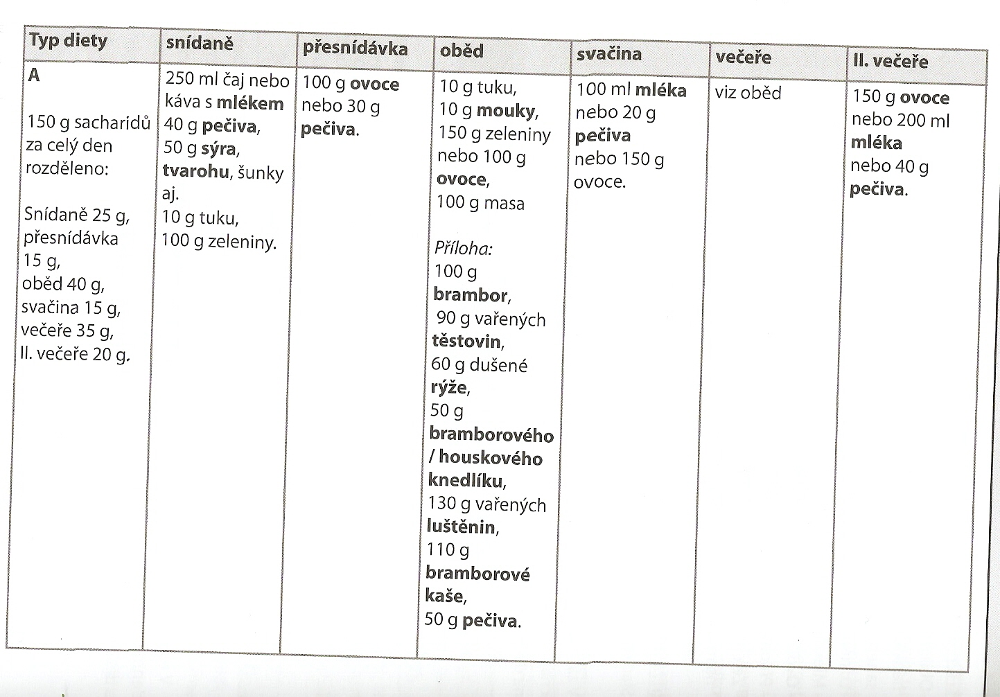 Typ diety
snídaně
přesnídávka
oběd
svačina
večeře
II. večeře
A
150 g sacharidů
za celý den
rozděleno:
Snídaně 25 g,
přesnídávka
15 g,
oběd 40 g,
svačina 15 g,
večeře 35 g,
II. večeře 20 g.
250 ml čaj nebo
káva s mlékem
40 g pečiva,
50 g sýra,
tvarohu, šunky
aj.
10 g tuku,
100 g zeleniny.
100 g ovoce
nebo 30 g
pečiva.
10 g tuku,
10 g mouky,
150 g zeleniny
nebo 100 g
ovoce,
100 g masa
Příloha:
100 g
brambor,
90 g vařených
těstovin,
60 g dušené
rýže,
50 g
bramborového
/ houskového
knedlíku,
130 g vařených
luštěnin,
110 g
bramborové
kaše,
50 g pečiva.
100 ml mléka
nebo 20 g
pečiva
nebo 150 g
ovoce.
viz oběd
150 g ovoce
nebo 200 ml
mléka
nebo 40 g
pečiva.